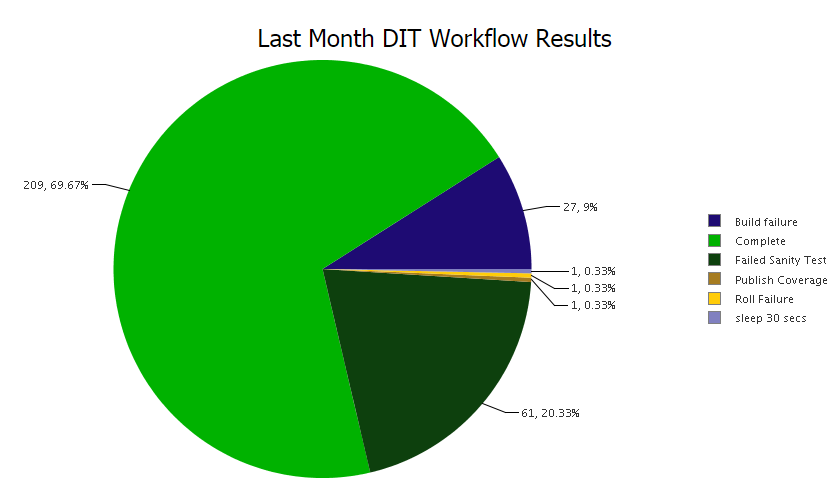 Last Month DIT Workflow Results
209, 69.67%
27, 9%
1, 0.33%
1, 0.33%
1, 0.33%
61, 20.33%
Build failure
Complete
Failed Sanity Test
Publish Coverage
Roll Failure
sleep 30 secs